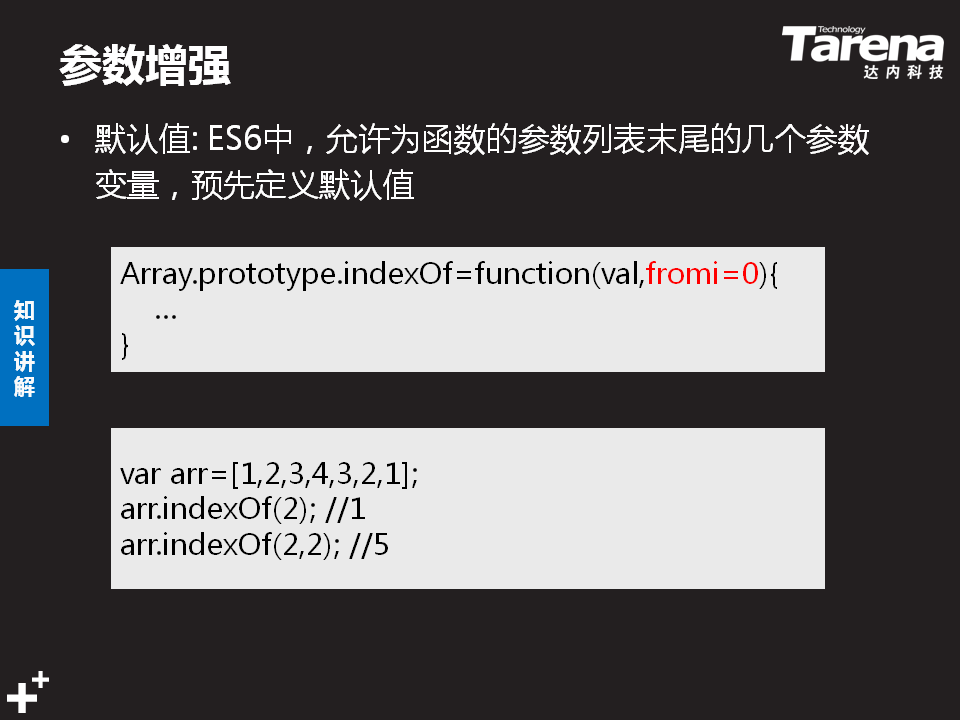 参数增强
Technology
Tarena
达内科技
• 默认值: ES6中，允许为函数的参数列表末尾的几个参数
变量，预先定义默认值
Array.prototype.indexOf=function(val,fromi=0){
...
}
知识讲解
var arr=[1,2,3,4,3,2,1];
arr.indexOf(2); //1
arr.indexOf(2,2); //5